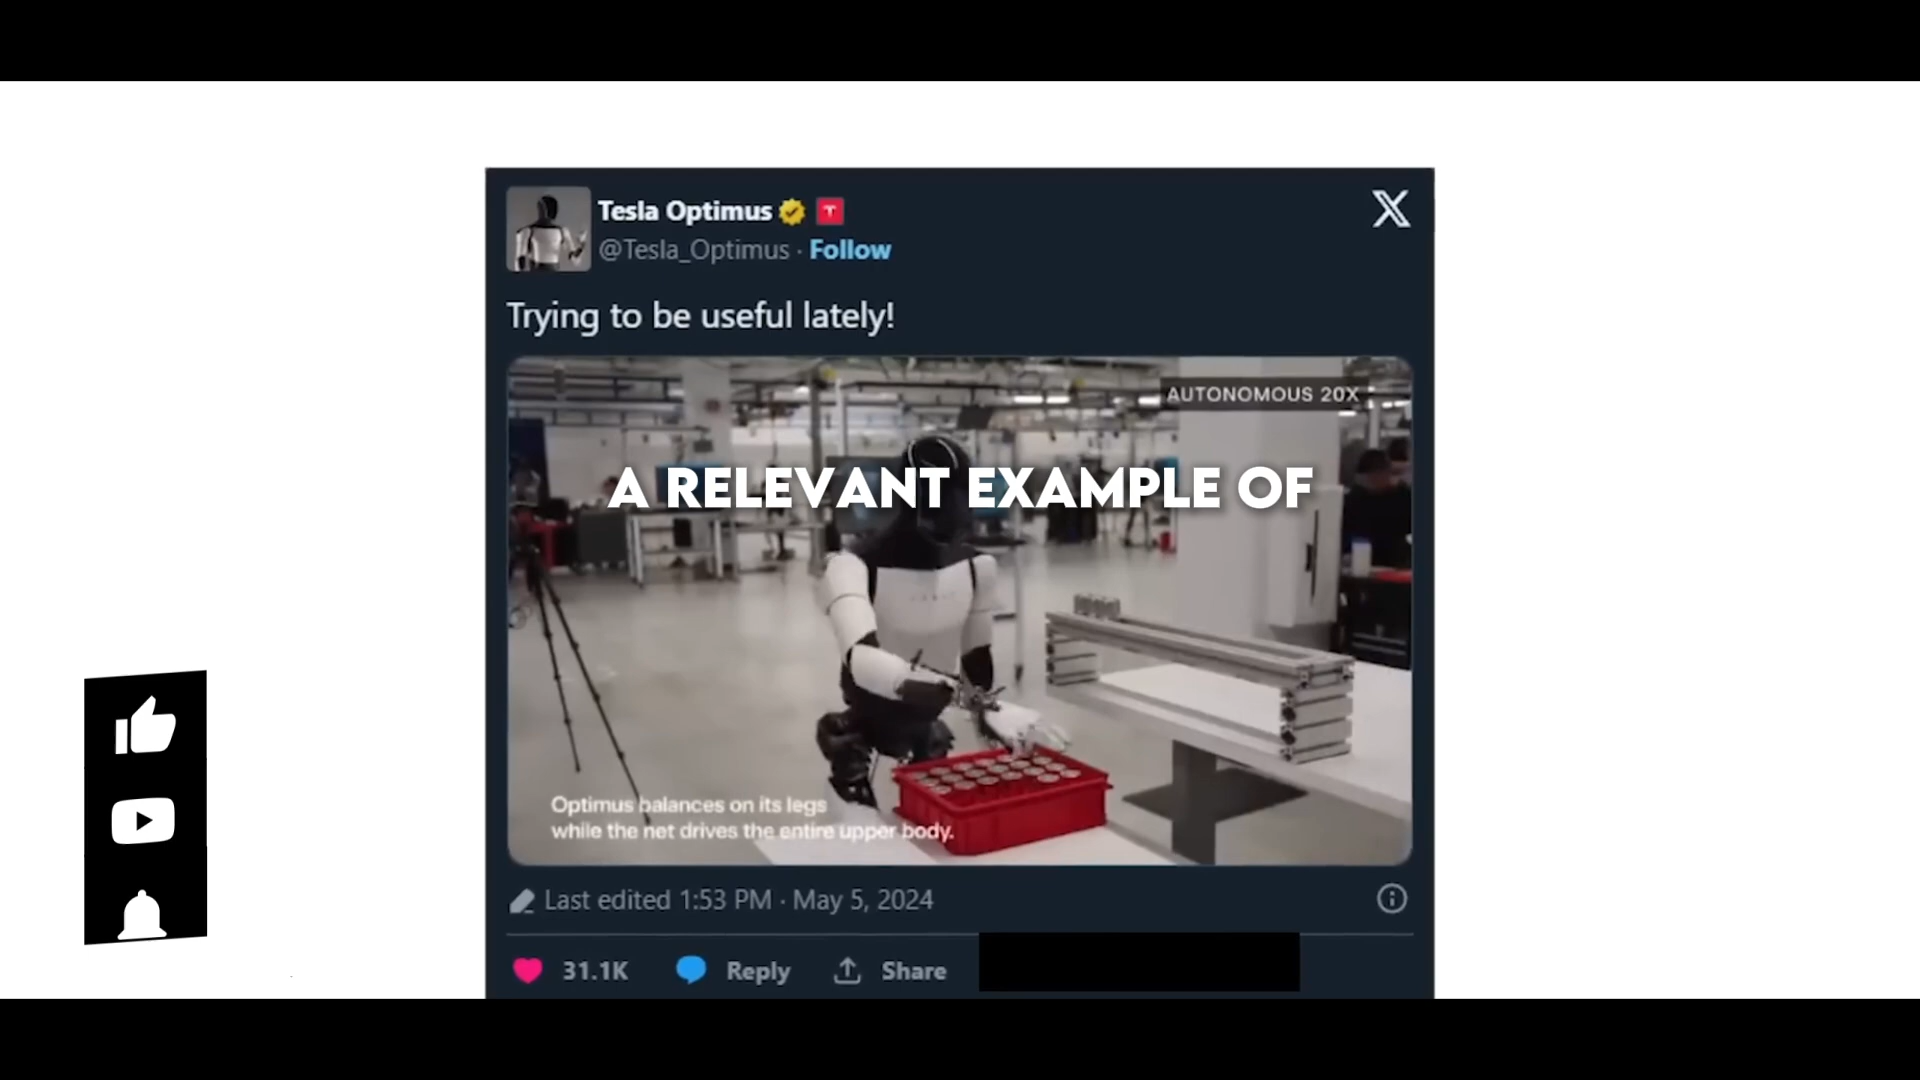 Tesla Optimus
@Tesla_Optimus · Follow
Trying to be useful lately!
AUTONOMOUS 20X
A RELEVANT EXAMPLE OF
Optimus balances on its legs
while the net drives the entire upper body.
Last edited 1:53 PM · May 5, 2024
31.1K Reply Share